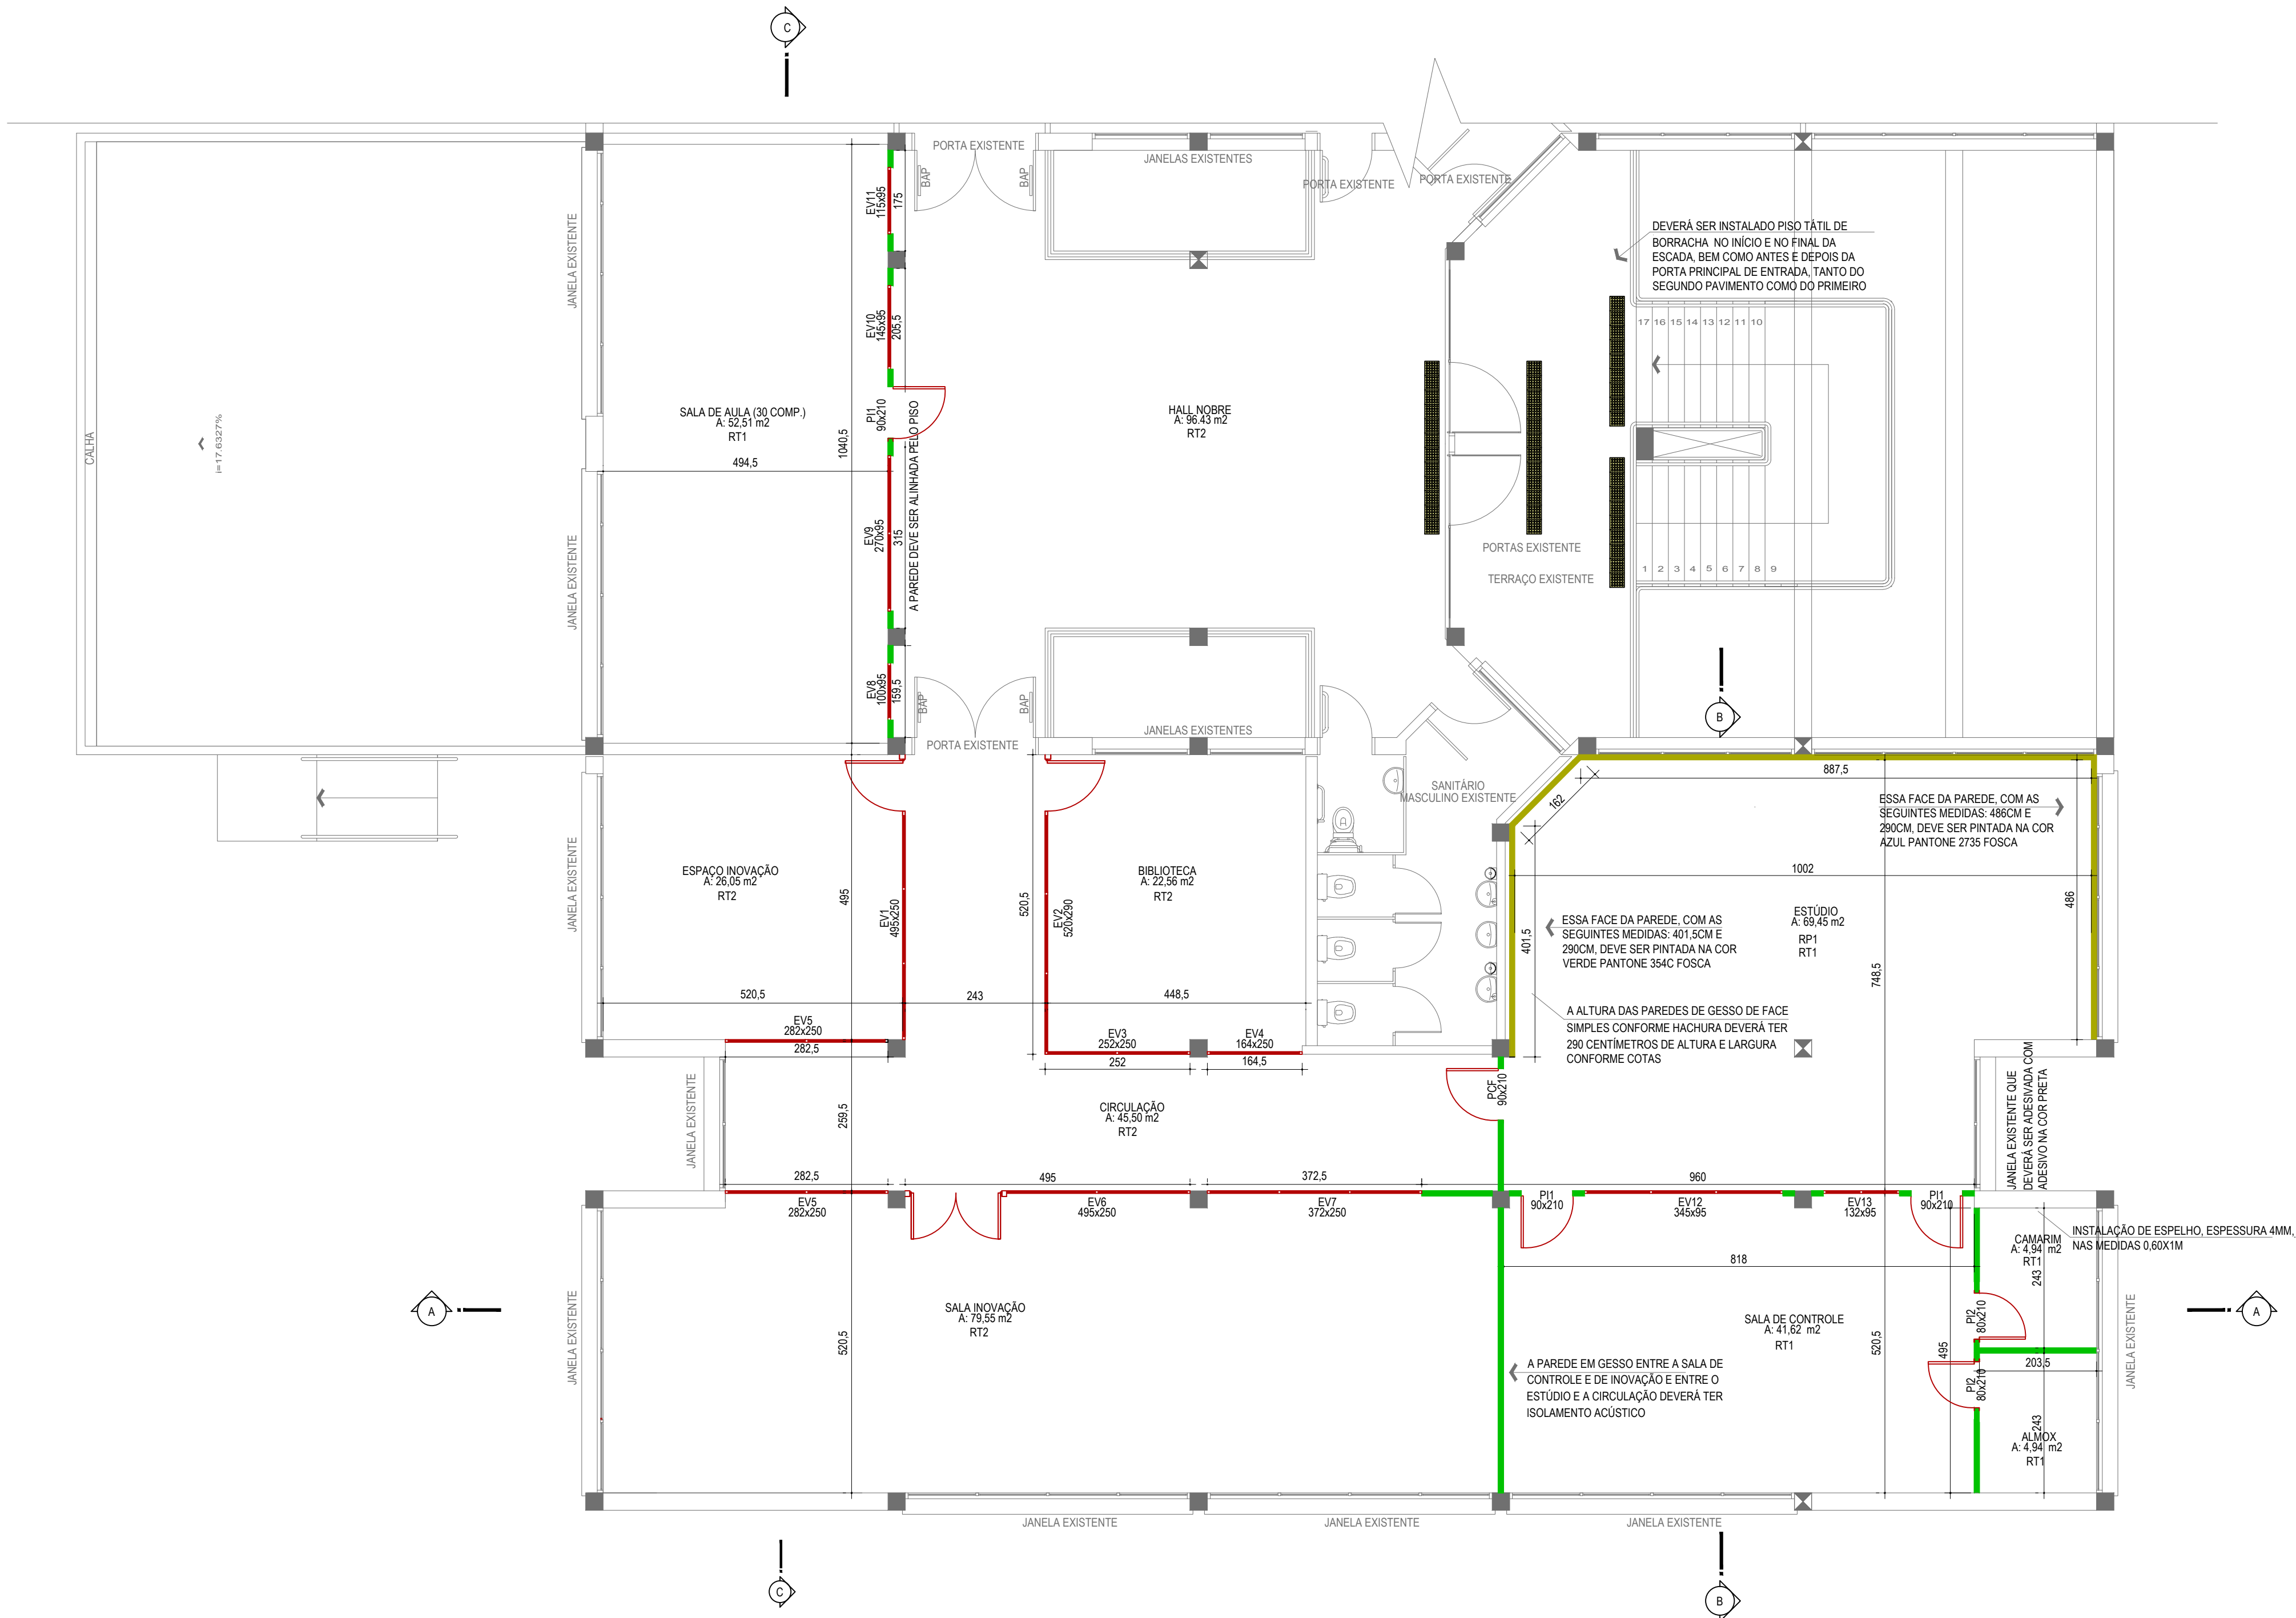 C
PORTA EXISTENTE
JANELAS EXISTENTES
PORTA EXISTENTE
PORTA EXISTENTE
BAP
BAP
EV11
115x95
175
JANELA EXISTENTE
DEVERÁ SER INSTALADO PISO TÁTIL DE
BORRACHA NO INÍCIO E NO FINAL DA
ESCADA, BEM COMO ANTES E DEPOIS DA
PORTA PRINCIPAL DE ENTRADA, TANTO DO
SEGUNDO PAVIMENTO COMO DO PRIMEIRO
EV10
145x95
205,5
17 16 15 14 13 12 11 10
CALHA
i=17.6327%
SALA DE AULA (30 COMP.)
A: 52,51 m2
RT1
494,5
1040,5
PI1
90x210
A PAREDE DEVE SER ALINHADA PELO PISO
HALL NOBRE
A: 96.43 m2
RT2
EV9
270x95
315
JANELA EXISTENTE
PORTAS EXISTENTE
TERRAÇO EXISTENTE
1 2 3 4 5 6 7 8 9
EV8
100x95
159,5
BAP
BAP
PORTA EXISTENTE
JANELAS EXISTENTES
B
SANITÁRIO
MASCULINO EXISTENTE
162
887,5
ESSA FACE DA PAREDE, COM AS
SEGUINTES MEDIDAS: 486CM E
290CM, DEVE SER PINTADA NA COR
AZUL PANTONE 2735 FOSCA
JANELA EXISTENTE
ESPAÇO INOVAÇÃO
A: 26,05 m2
RT2
495
EV1
495x250
520,5
EV2
520x290
BIBLIOTECA
A: 22,56 m2
RT2
1002
486
401,5
ESSA FACE DA PAREDE, COM AS
SEGUINTES MEDIDAS: 401,5CM E
290CM, DEVE SER PINTADA NA COR
VERDE PANTONE 354C FOSCA
ESTÚDIO
A: 69,45 m2
RP1
RT1
748,5
520,5
243
448,5
A ALTURA DAS PAREDES DE GESSO DE FACE
SIMPLES CONFORME HACHURA DEVERÁ TER
290 CENTÍMETROS DE ALTURA E LARGURA
CONFORME COTAS
EV5
282x250
282,5
EV3
252x250
252
EV4
164x250
164,5
JANELA EXISTENTE
259,5
CIRCULAÇÃO
A: 45,50 m2
RT2
PCF
90x210
JANELA EXISTENTE QUE
DEVERÁ SER ADESIVADA COM
ADESIVO NA COR PRETA
282,5
495
372,5
960
EV5
282x250
EV6
495x250
EV7
372x250
PI1
90x210
EV12
345x95
EV13
132x95
PI1
90x210
INSTALAÇÃO DE ESPELHO, ESPESSURA 4MM,
NAS MEDIDAS 0,60X1M
CAMARIM
A: 4,94 m2
RT1
243
818
A
JANELA EXISTENTE
SALA INOVAÇÃO
A: 79,55 m2
RT2
520,5
SALA DE CONTROLE
A: 41,62 m2
RT1
520,5
495
PI2
80x210
JANELA EXISTENTE
A
A PAREDE EM GESSO ENTRE A SALA DE
CONTROLE E DE INOVAÇÃO E ENTRE O
ESTÚDIO E A CIRCULAÇÃO DEVERÁ TER
ISOLAMENTO ACÚSTICO
203,5
PI2
80x210
243
ALMOX
A: 4,94 m2
RT1
JANELA EXISTENTE
JANELA EXISTENTE
JANELA EXISTENTE
C
B